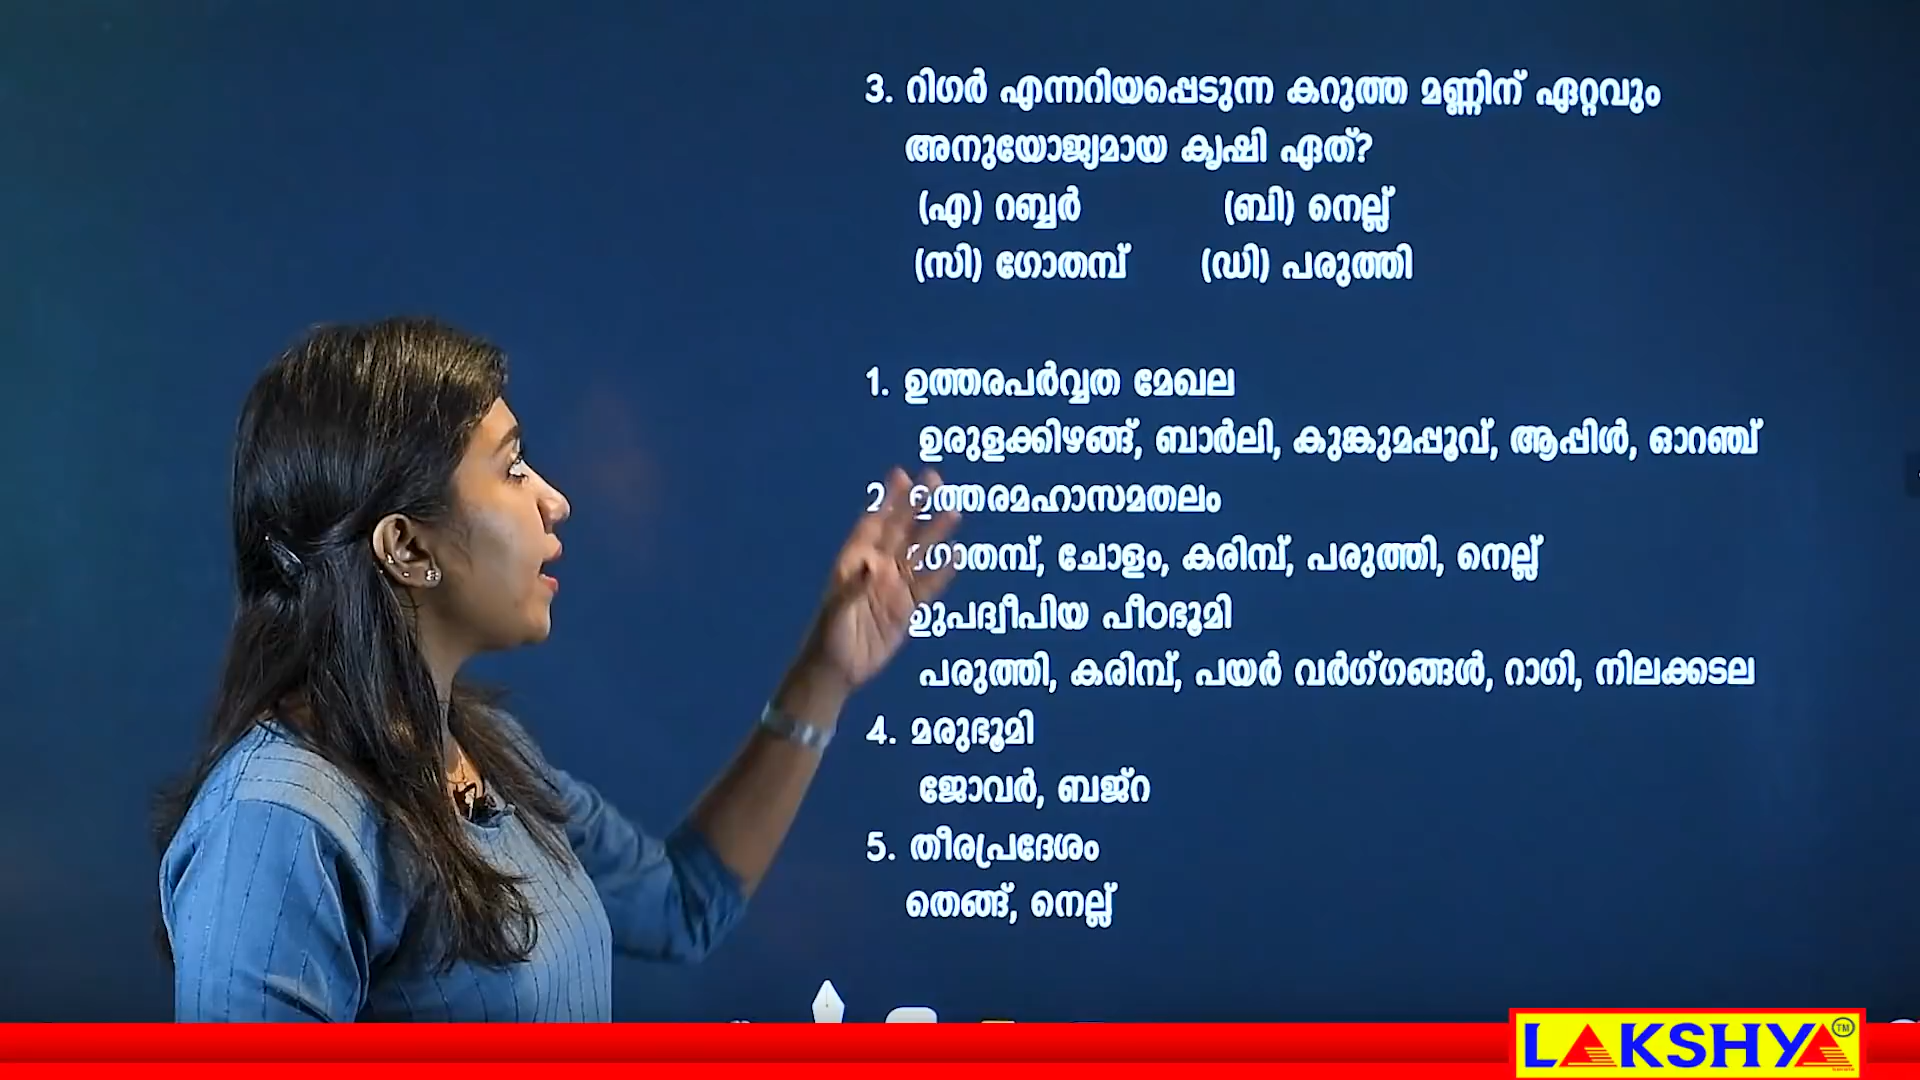 3. റിഗർ എന്നറിയപ്പെടുന്ന കറുത്ത മണ്ണിന് ഏറ്റവും
അനുയോജ്യമായ കൃഷി ഏത്?
(എ) റബ്ബർ (ബി) നെല്ല്
(സി) ഗോതമ്പ് (ഡി) പരുത്തി
1. ഉത്തരപർവ്വത മേഖല
ഉരുളക്കിഴങ്ങ്, ബാർലി, കുങ്കുമപ്പൂവ്, ആപ്പിൾ, ഓറഞ്ച്
2. ഉത്തരമഹാസമതലം
ഗോതമ്പ്, ചോളം, കരിമ്പ്, പരുത്തി, നെല്ല്
ഉപദ്വീപിയ പീഠഭൂമി
പരുത്തി, കരിമ്പ്, പയർ വർഗ്ഗങ്ങൾ, റാഗി, നിലക്കടല
4. മരുഭൂമി
ജോവർ, ബജ്റ
5. തീരപ്രദേശം
തെങ്ങ്, നെല്ല്
LAKSHYA TM